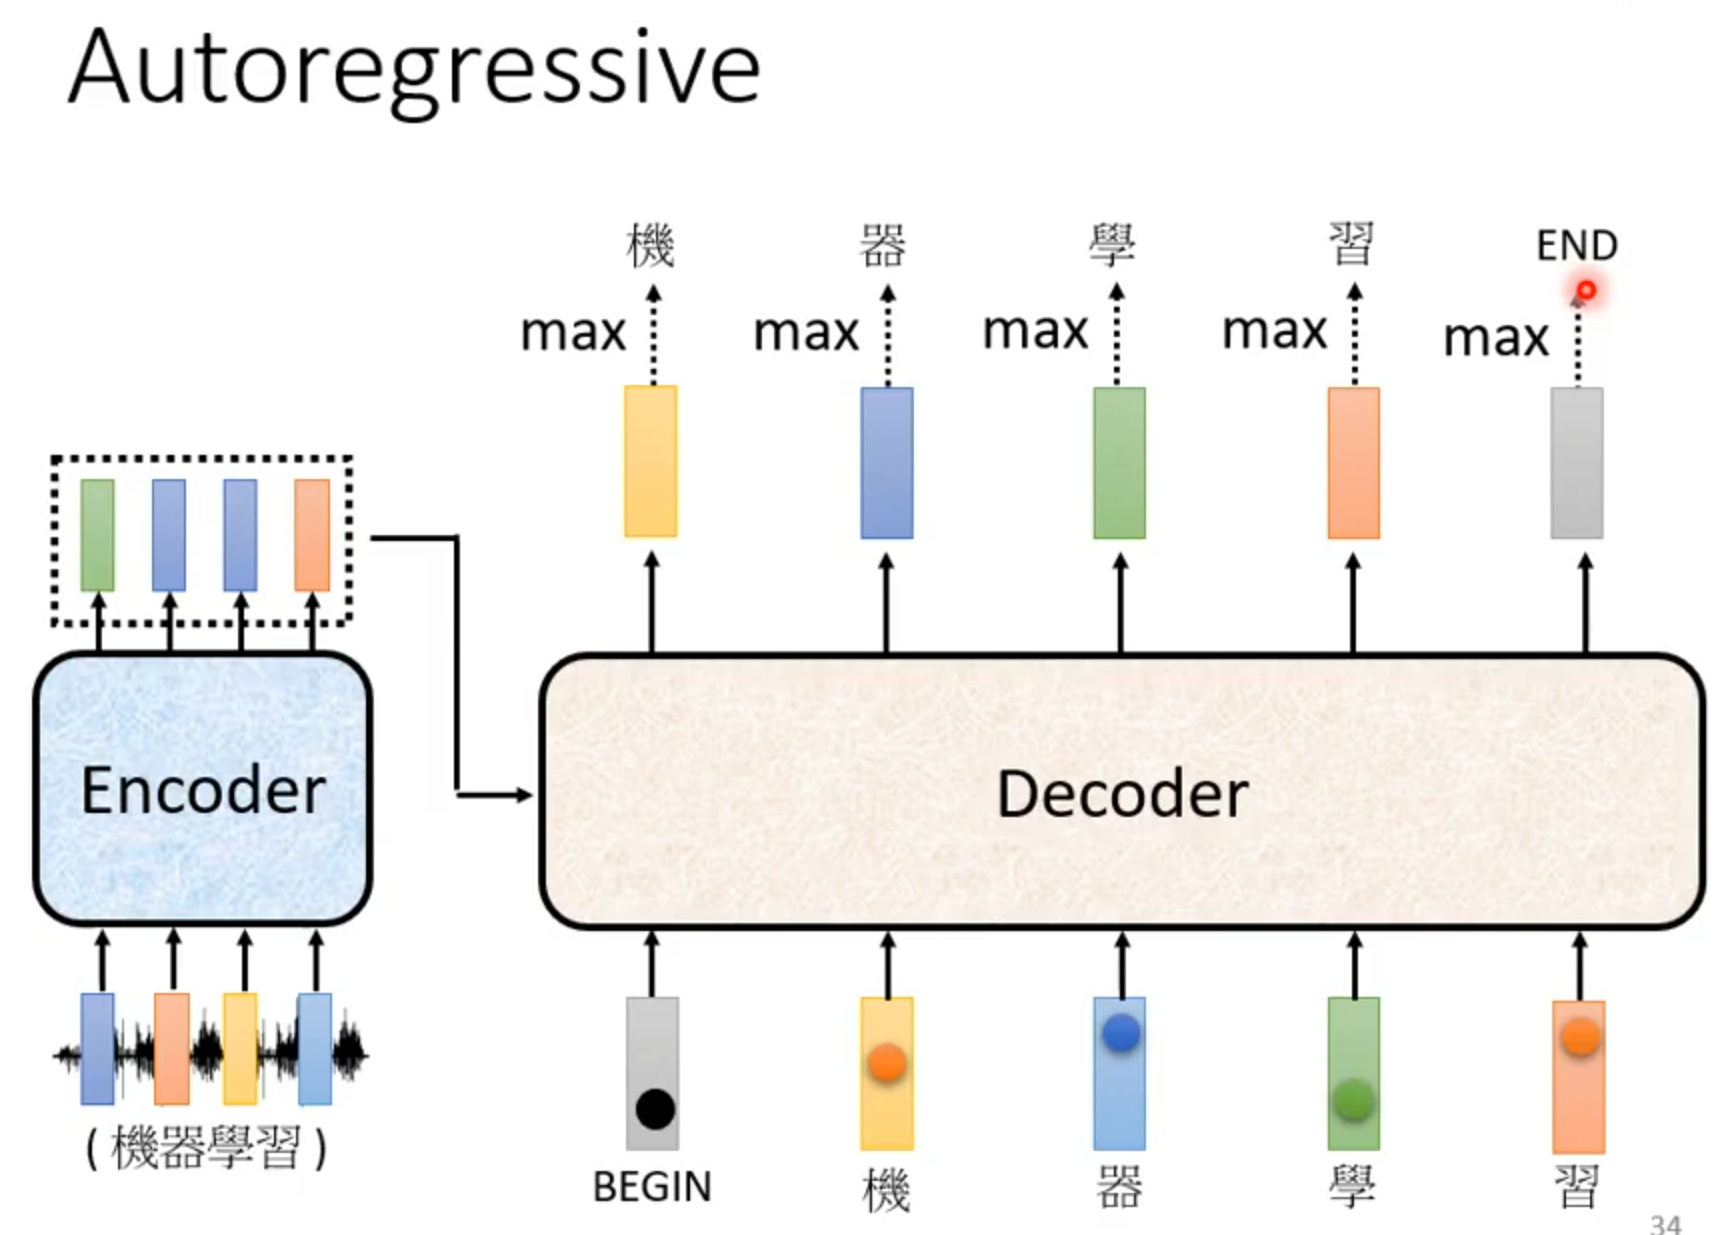 Autoregressive
機 器 學 習 END
max max max max max
Encoder
Decoder
( 機器學習 )
BEGIN 機 器 學 習
34